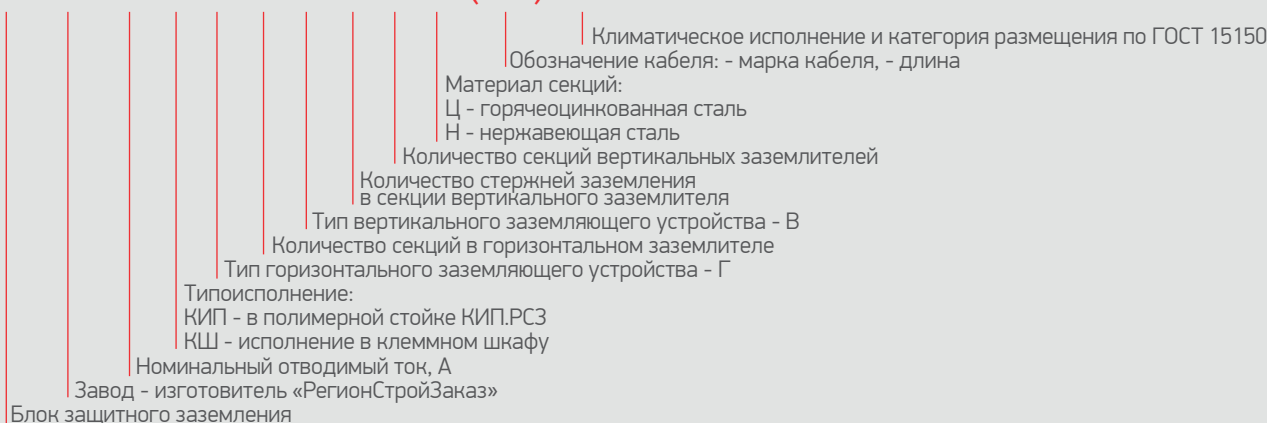 Климатическое исполнение и категория размещения по ГОСТ 15150
Обозначение кабеля: - марка кабеля, - длина
Материал секций:
Ц - горячеоцинкованная сталь
Н - нержавеющая сталь
Количество секций вертикальных заземлителей
Количество стержней заземления
в секции вертикального заземлителя
Тип вертикального заземляющего устройства - В
Количество секций в горизонтальном заземлителе
Тип горизонтального заземляющего устройства - Г
Типоисполнение:
КИП - в полимерной стойке КИП.РСЗ
КШ - исполнение в клеммном шкафу
Номинальный отводимый ток, А
Завод - изготовитель «РегионСтройЗаказ»
Блок защитного заземления